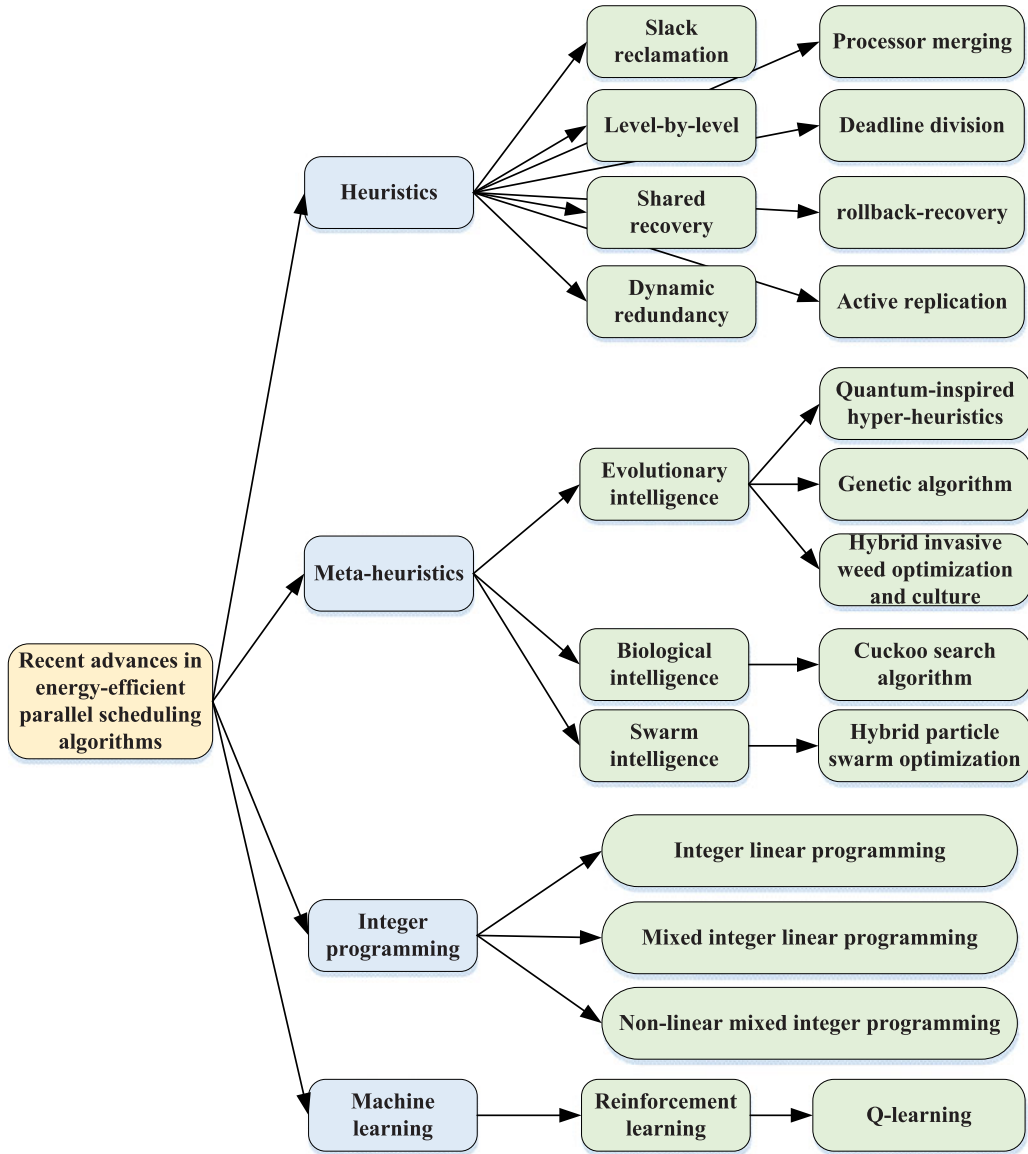 Slack
reclamation
Processor merging
Level-by-level
Deadline division
Heuristics
Shared
recovery
rollback-recovery
Dynamic
redundancy
Active replication
Quantum-inspired
hyper-heuristics
Evolutionary
intelligence
Genetic algorithm
Hybrid invasive
weed optimization
and culture
Meta-heuristics
Biological
intelligence
Cuckoo search
algorithm
Recent advances in
energy-efficient
parallel scheduling
algorithms
Swarm
intelligence
Hybrid particle
swarm optimization
Integer linear programming
Integer
programming
Mixed integer linear programming
Non-linear mixed integer programming
Machine
learning
Reinforcement
learning
Q-learning